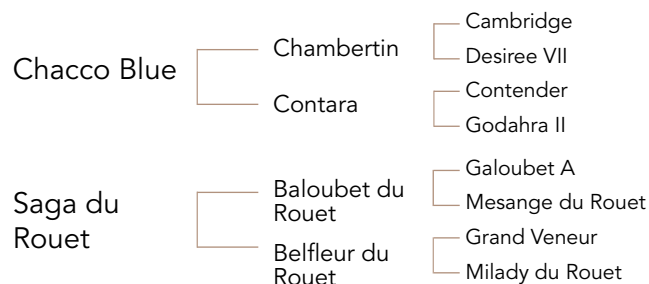 Chacco Blue
Chambertin
Cambridge
Desiree VII
Contara
Contender
Godahra II
Saga du
Rouet
Baloubet du
Rouet
Galoubet A
Mesange du Rouet
Belfleur du
Rouet
Grand Veneur
Milady du Rouet